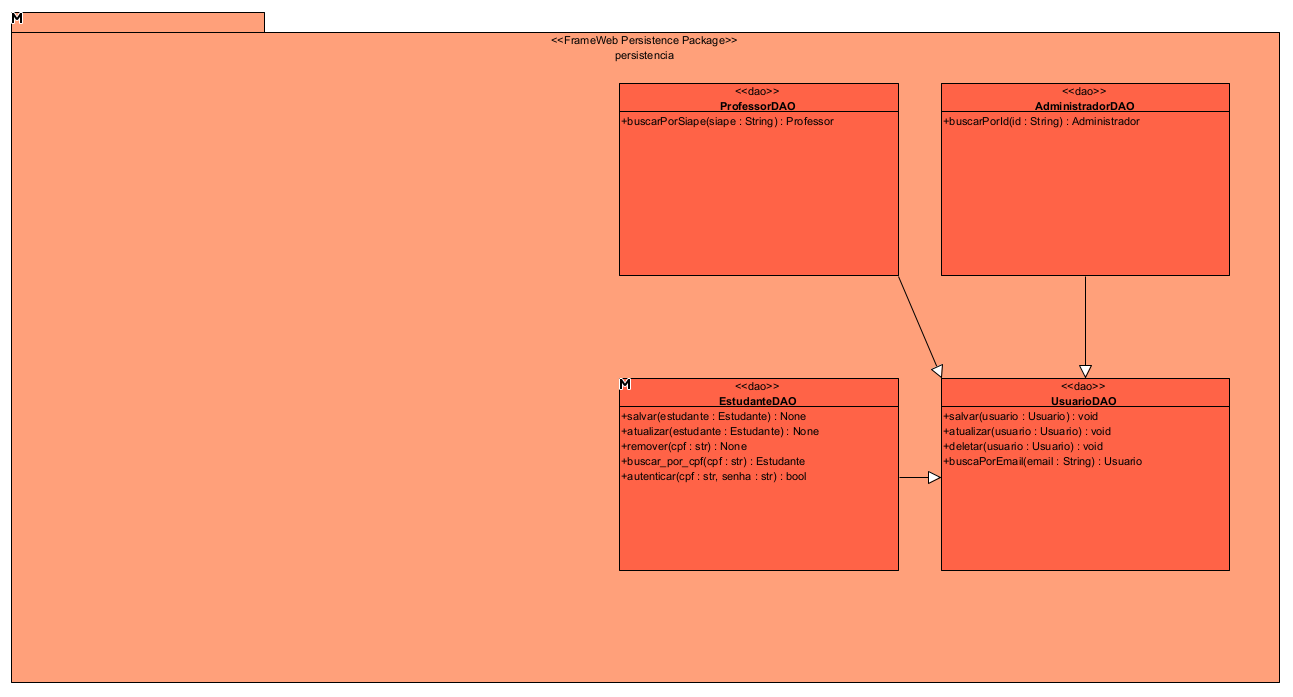 M
<<FrameWeb Persistence Package>>
persistencia
<<dao>>
ProfessorDAO
+buscarPorSiape(siape : String) : Professor
<<dao>>
AdministradorDAO
+buscarPorId(id : String) : Administrador
M
<<dao>>
EstudanteDAO
+salvar(estudante : Estudante) : None
+atualizar(estudante : Estudante) : None
+remover(cpf : str) : None
+buscar_por_cpf(cpf : str) : Estudante
+autenticar(cpf : str, senha : str) : bool
<<dao>>
UsuarioDAO
+salvar(usuario : Usuario) : void
+atualizar(usuario : Usuario) : void
+deletar(usuario : Usuario) : void
+buscaPorEmail(email : String) : Usuario